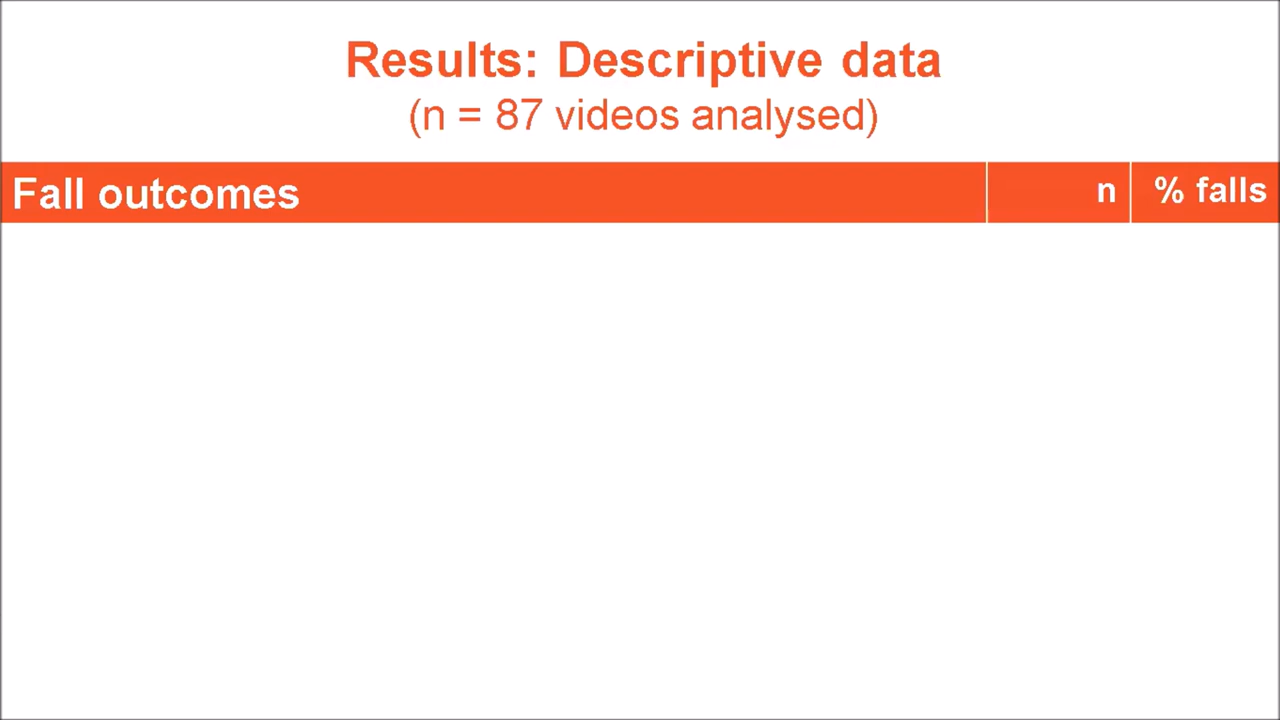 Results: Descriptive data
(n = 87 videos analysed)
Fall outcomes n % falls